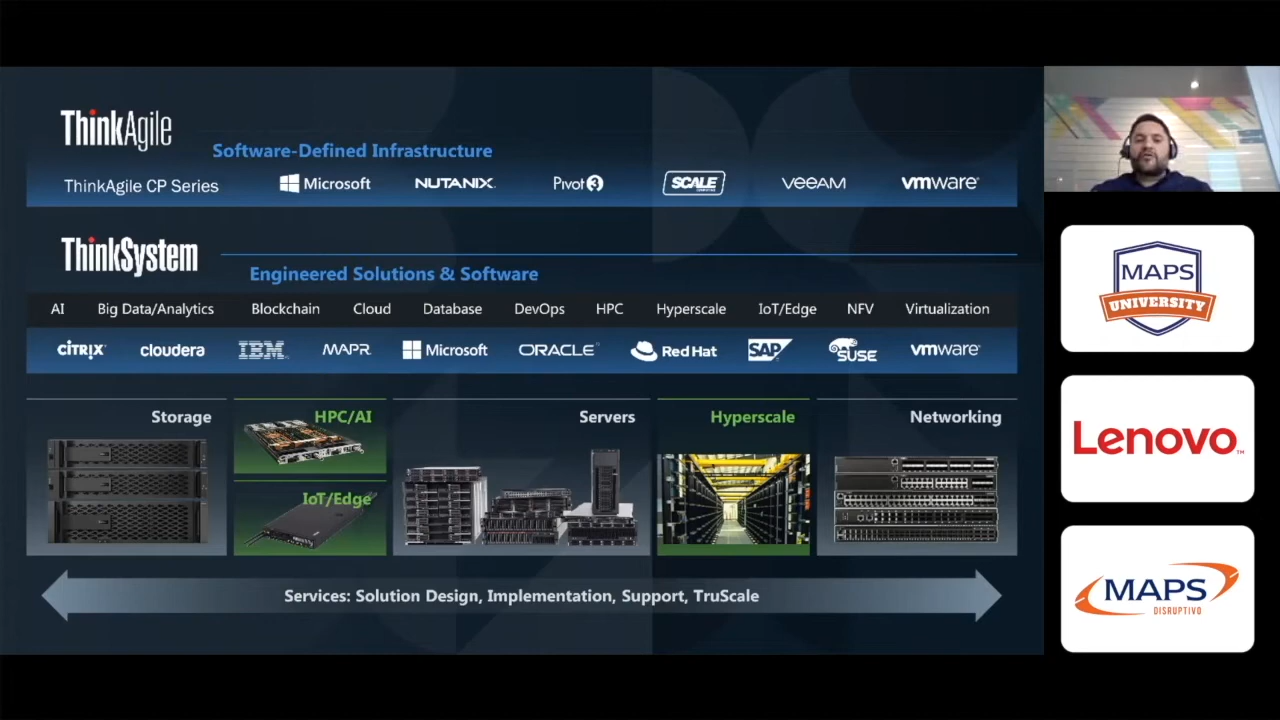 ThinkAgile
Software-Defined Infrastructure
ThinkAgile CP Series Microsoft NUTANIX. Pivot3 SCALE COMPUTING VEEAM vmware®
ThinkSystem
Engineered Solutions & Software
AI Big Data/Analytics Blockchain Cloud Database DevOps HPC Hyperscale IoT/Edge NFV Virtualization
CITRIX® cloudera IBM MAPR. Microsoft ORACLE® Red Hat SAP SUSE vmware®
Storage HPC/AI Servers Hyperscale Networking
IoT/Edge
Services: Solution Design, Implementation, Support, TruScale
MAPS
UNIVERSITY
Lenovo™
MAPS
DISRUPTIVO